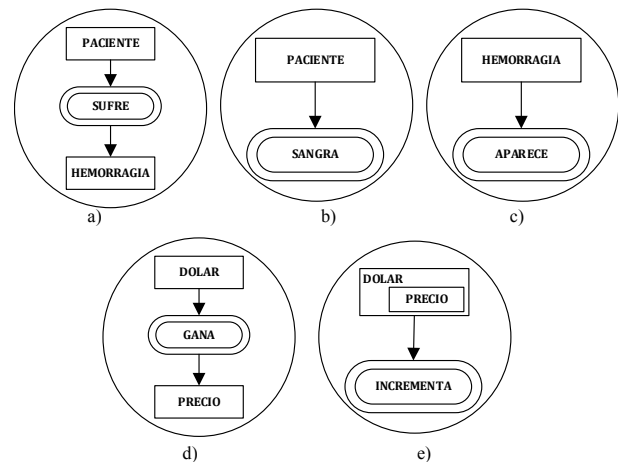 PACIENTE
SUFRE
HEMORRAGIA
a)
PACIENTE
SANGRA
b)
HEMORRAGIA
APARECE
c)
DOLAR
GANA
PRECIO
d)
DOLAR
PRECIO
INCREMENTA
e)